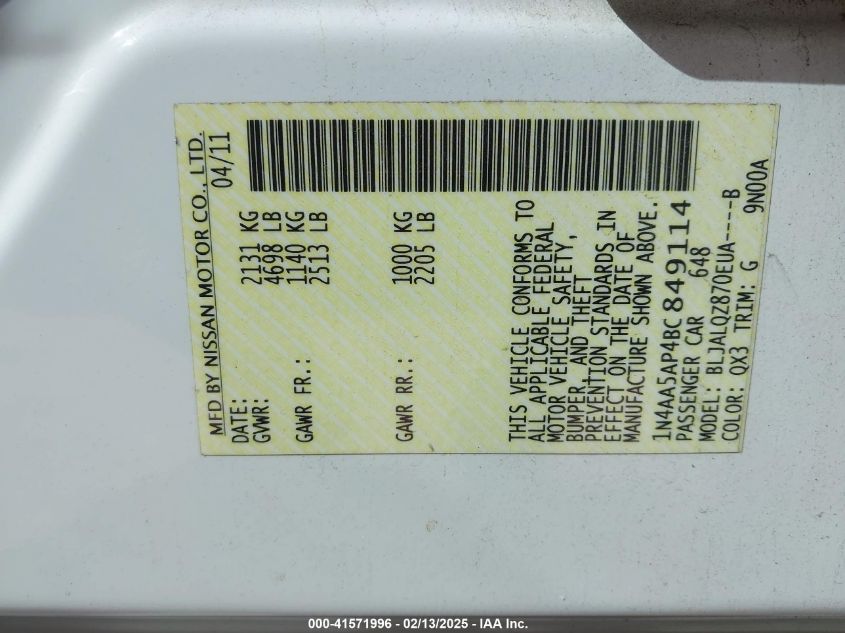 MFD BY NISSAN MOTOR CO., LTD.
DATE: 04/11
GVWR: 2131 KG
4698 LB
GAWR FR.: 1140 KG
2513 LB
GAWR RR.: 1000 KG
2205 LB
THIS VEHICLE CONFORMS TO
ALL APPLICABLE FEDERAL
MOTOR VEHICLE SAFETY,
BUMPER, AND THEFT
PREVENTION STANDARDS IN
EFFECT ON THE DATE OF
MANUFACTURE SHOWN ABOVE.
1N4AA5AP4BC849114
PASSENGER CAR 648
MODEL: BLJALQZ870EUA----B
COLOR: QX3 TRIM: G 9N00A
000-41571996 - 02/13/2025 - IAA Inc.